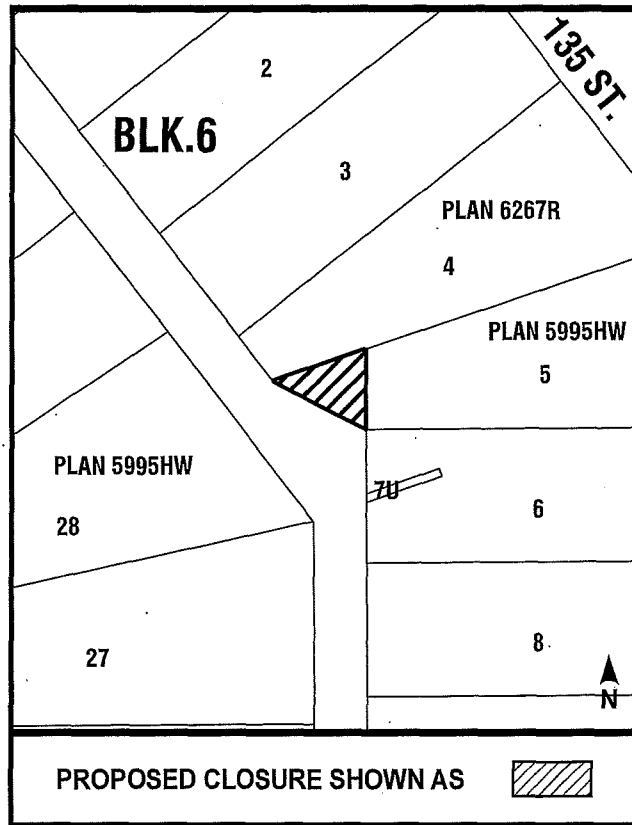 135 ST.
2
BLK.6
3
PLAN 6267R
4
PLAN 5995HW
5
PLAN 5995HW
7U
28
6
27
8
N
PROPOSED CLOSURE SHOWN AS